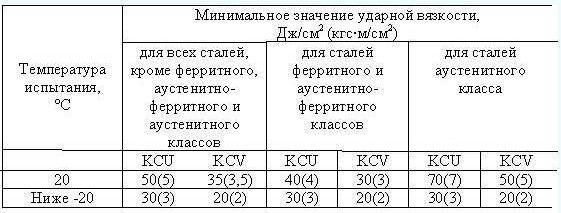 Минимальное значение ударной вязкости,
Дж/см² (кгс·м/см²)
Температура
испытания,
°С
для всех сталей,
кроме ферритного,
аустенитно-
ферритного и
аустенитного
классов
для сталей
ферритного и
аустенитно-
ферритного
классов
для сталей
аустенитного
класса
KCU KCV KCU KCV KCU KCV
20 50(5) 35(3,5) 40(4) 30(3) 70(7) 50(5)
Ниже -20 30(3) 20(2) 30(3) 20(2) 30(3) 20(2)